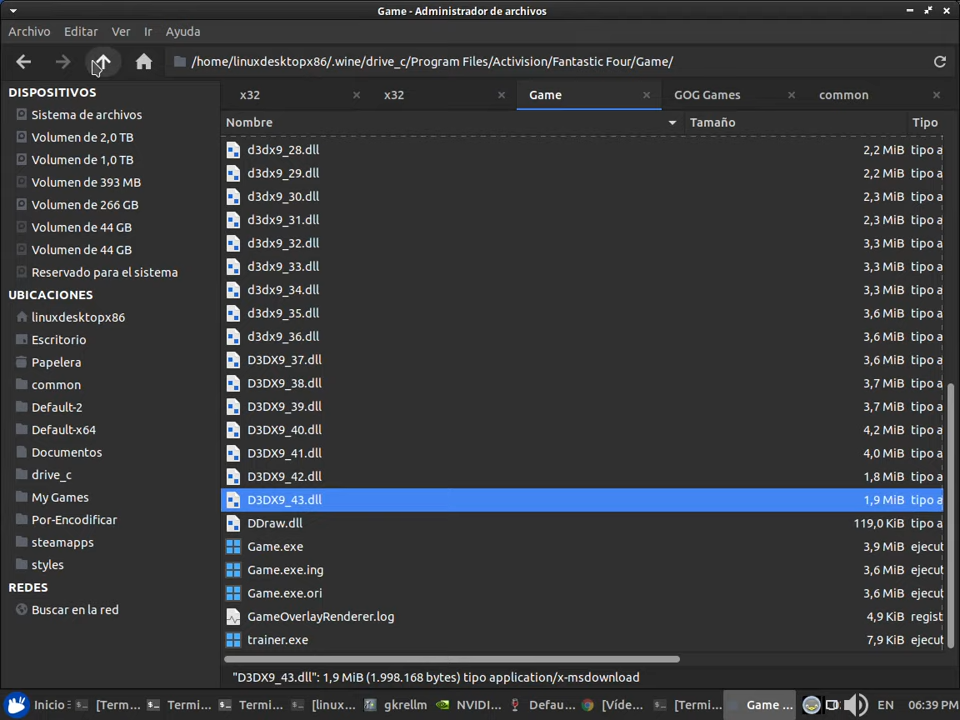 Game - Administrador de archivos
Archivo Editar Ver Ir Ayuda
/home/linuxdesktopx86/.wine/drive_c/Program Files/Activision/Fantastic Four/Game/
DISPOSITIVOS
Sistema de archivos
Volumen de 2,0 TB
Volumen de 1,0 TB
Volumen de 393 MB
Volumen de 266 GB
Volumen de 44 GB
Volumen de 44 GB
Reservado para el sistema
UBICACIONES
linuxdesktopx86
Escritorio
Papelera
common
Default-2
Default-x64
Documentos
drive_c
My Games
Por-Encodificar
steamapps
styles
REDES
Buscar en la red
x32 x32 Game GOG Games common
Nombre Tamaño Tipo
d3dx9_28.dll 2,2 MiB tipo a
d3dx9_29.dll 2,2 MiB tipo a
d3dx9_30.dll 2,3 MiB tipo a
d3dx9_31.dll 2,3 MiB tipo a
d3dx9_32.dll 3,3 MiB tipo a
d3dx9_33.dll 3,3 MiB tipo a
d3dx9_34.dll 3,3 MiB tipo a
d3dx9_35.dll 3,6 MiB tipo a
d3dx9_36.dll 3,6 MiB tipo a
D3DX9_37.dll 3,6 MiB tipo a
D3DX9_38.dll 3,7 MiB tipo a
D3DX9_39.dll 3,7 MiB tipo a
D3DX9_40.dll 4,2 MiB tipo a
D3DX9_41.dll 4,0 MiB tipo a
D3DX9_42.dll 1,8 MiB tipo a
D3DX9_43.dll 1,9 MiB tipo a
DDraw.dll 119,0 KiB tipo a
Game.exe 3,9 MiB ejecut
Game.exe.ing 3,6 MiB ejecut
Game.exe.ori 3,6 MiB ejecut
GameOverlayRenderer.log 4,9 KiB regist
trainer.exe 7,9 KiB ejecut
"D3DX9_43.dll": 1,9 MiB (1.998.168 bytes) tipo application/x-msdownload
Inicio [Term... Termi... Termi... [linux... gkrellm NVIDI... Defau... [Víde... [Termi... Game ... EN 06:39 PM